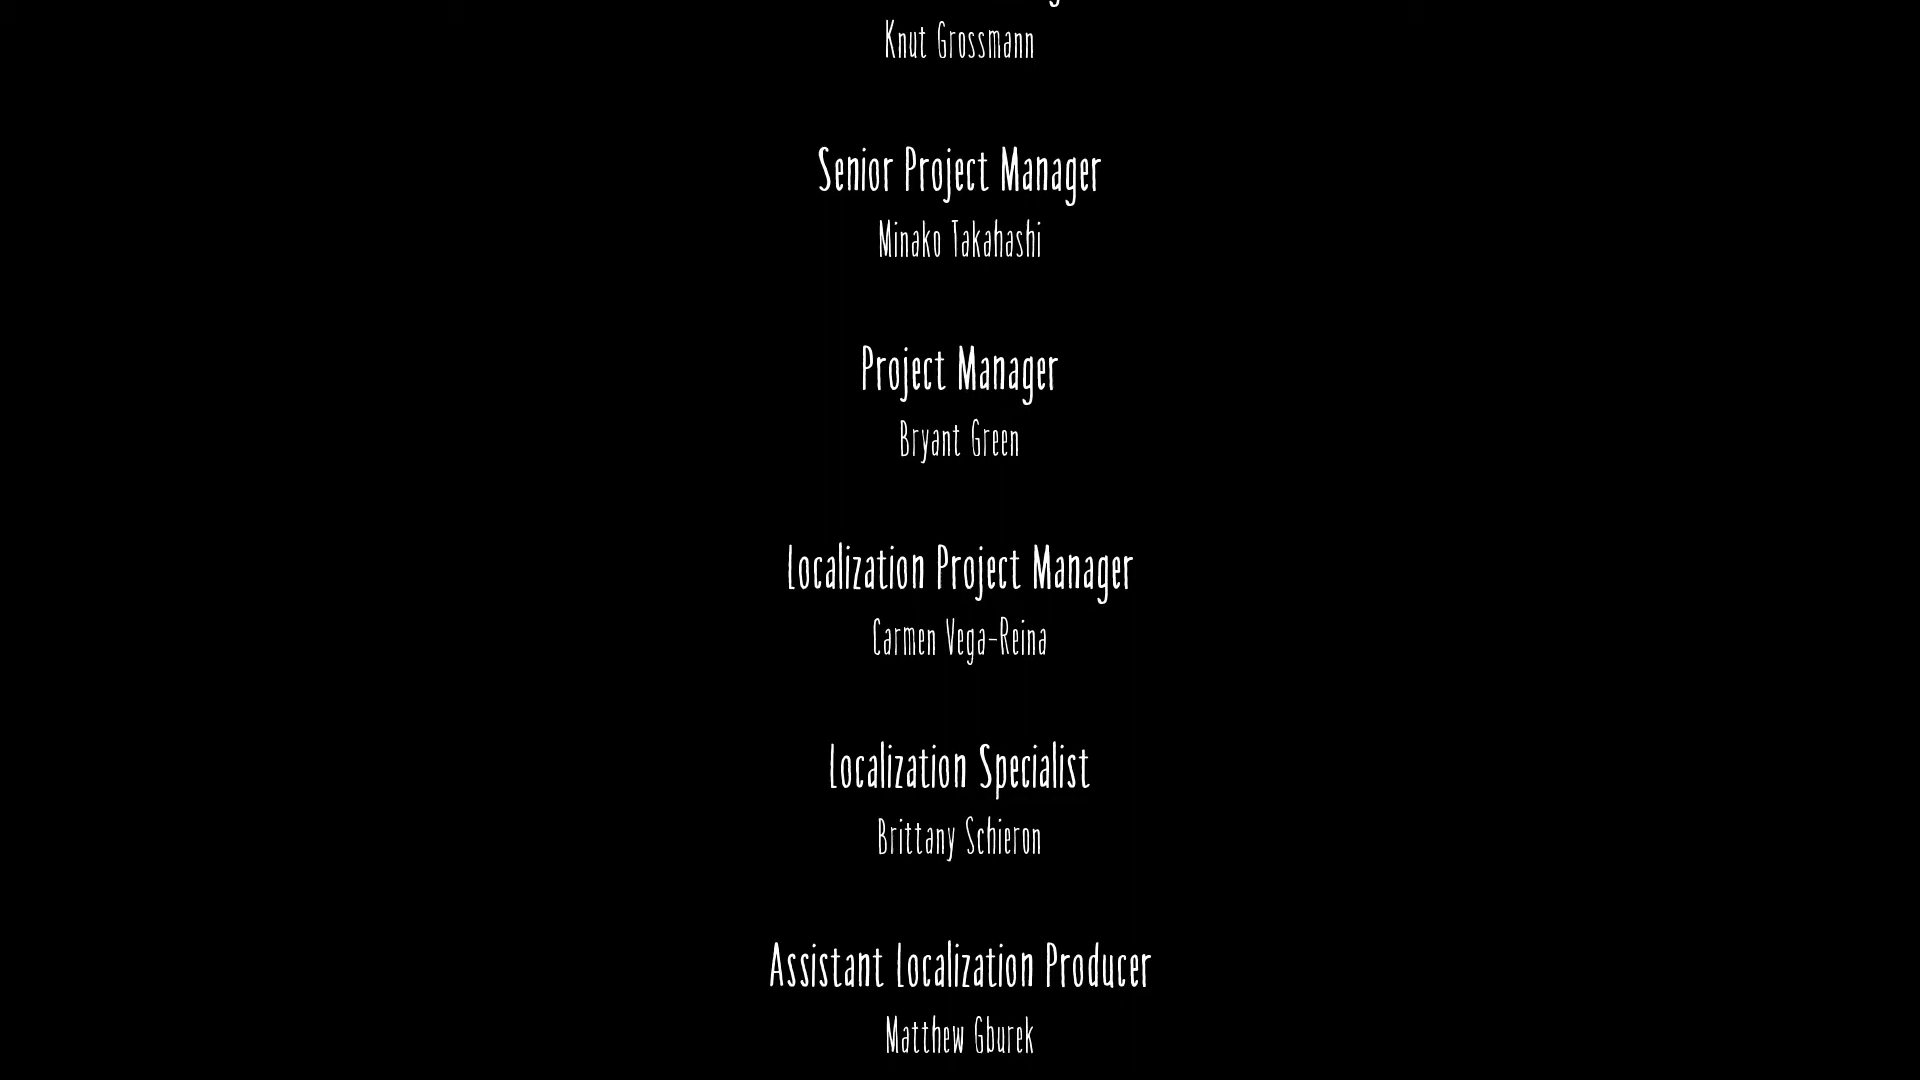 Knut Grossmann
Senior Project Manager
Minako Takahashi
Project Manager
Bryant Green
Localization Project Manager
Carmen Vega-Reina
Localization Specialist
Brittany Schieron
Assistant Localization Producer
Matthew Gburek